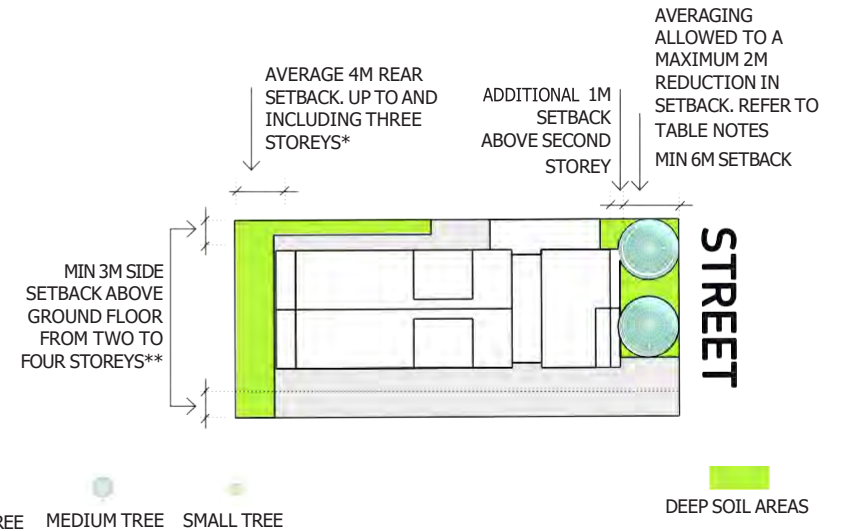 AVERAGING
ALLOWED TO A
MAXIMUM 2M
REDUCTION IN
SETBACK. REFER TO
TABLE NOTES
MIN 6M SETBACK
AVERAGE 4M REAR
SETBACK. UP TO AND
INCLUDING THREE
STOREYS*
ADDITIONAL 1M
SETBACK
ABOVE SECOND
STOREY
MIN 3M SIDE
SETBACK ABOVE
GROUND FLOOR
FROM TWO TO
FOUR STOREYS**
STREET
REE
MEDIUM TREE
SMALL TREE
DEEP SOIL AREAS